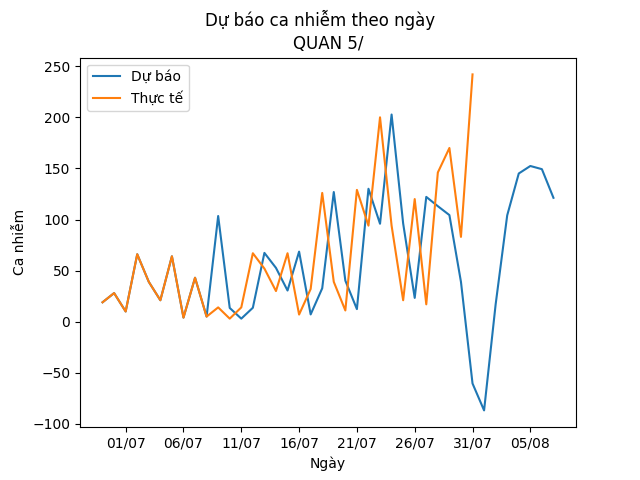 Dự báo ca nhiễm theo ngày
QUAN 5/
Dự báo
Thực tế
Ca nhiễm
250
200
150
100
50
0
−50
−100
01/07
06/07
11/07
16/07
21/07
26/07
31/07
05/08
Ngày